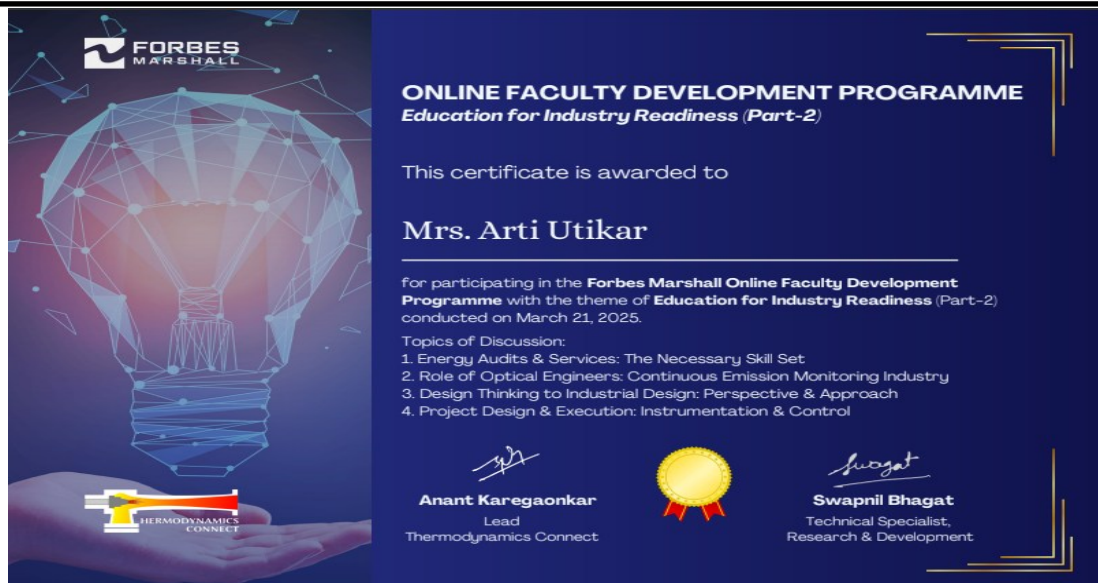 FORBES
MARSHALL
ONLINE FACULTY DEVELOPMENT PROGRAMME
Education for Industry Readiness (Part-2)
This certificate is awarded to
Mrs. Arti Utikar
for participating in the Forbes Marshall Online Faculty Development
Programme with the theme of Education for Industry Readiness (Part-2)
conducted on March 21, 2025.
Topics of Discussion:
1. Energy Audits & Services: The Necessary Skill Set
2. Role of Optical Engineers: Continuous Emission Monitoring Industry
3. Design Thinking to Industrial Design: Perspective & Approach
4. Project Design & Execution: Instrumentation & Control
Anant Karegaonkar
Lead
Thermodynamics Connect
Swagat
Swapnil Bhagat
Technical Specialist,
Research & Development
HERMODYNAMICS
CONNECT